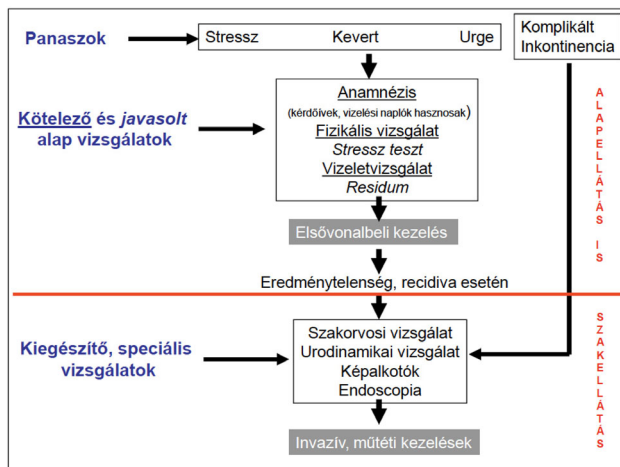 Panaszok
Stressz Kevert Urge
Komplikált
Inkontinencia
Kötelező és javasolt
alap vizsgálatok
Anamnézis
(kérdőívek, vizelési naplók hasznosak)
Fizikális vizsgálat
Stressz teszt
Vizeletvizsgálat
Residum
Elsővonalbeli kezelés
Eredménytelenség, recidiva esetén
ALAPELLÁTÁS IS
Kiegészítő, speciális
vizsgálatok
Szakorvosi vizsgálat
Urodinamikai vizsgálat
Képalkotók
Endoscopia
Invazív, műtéti kezelések
SZAKELLÁTÁS